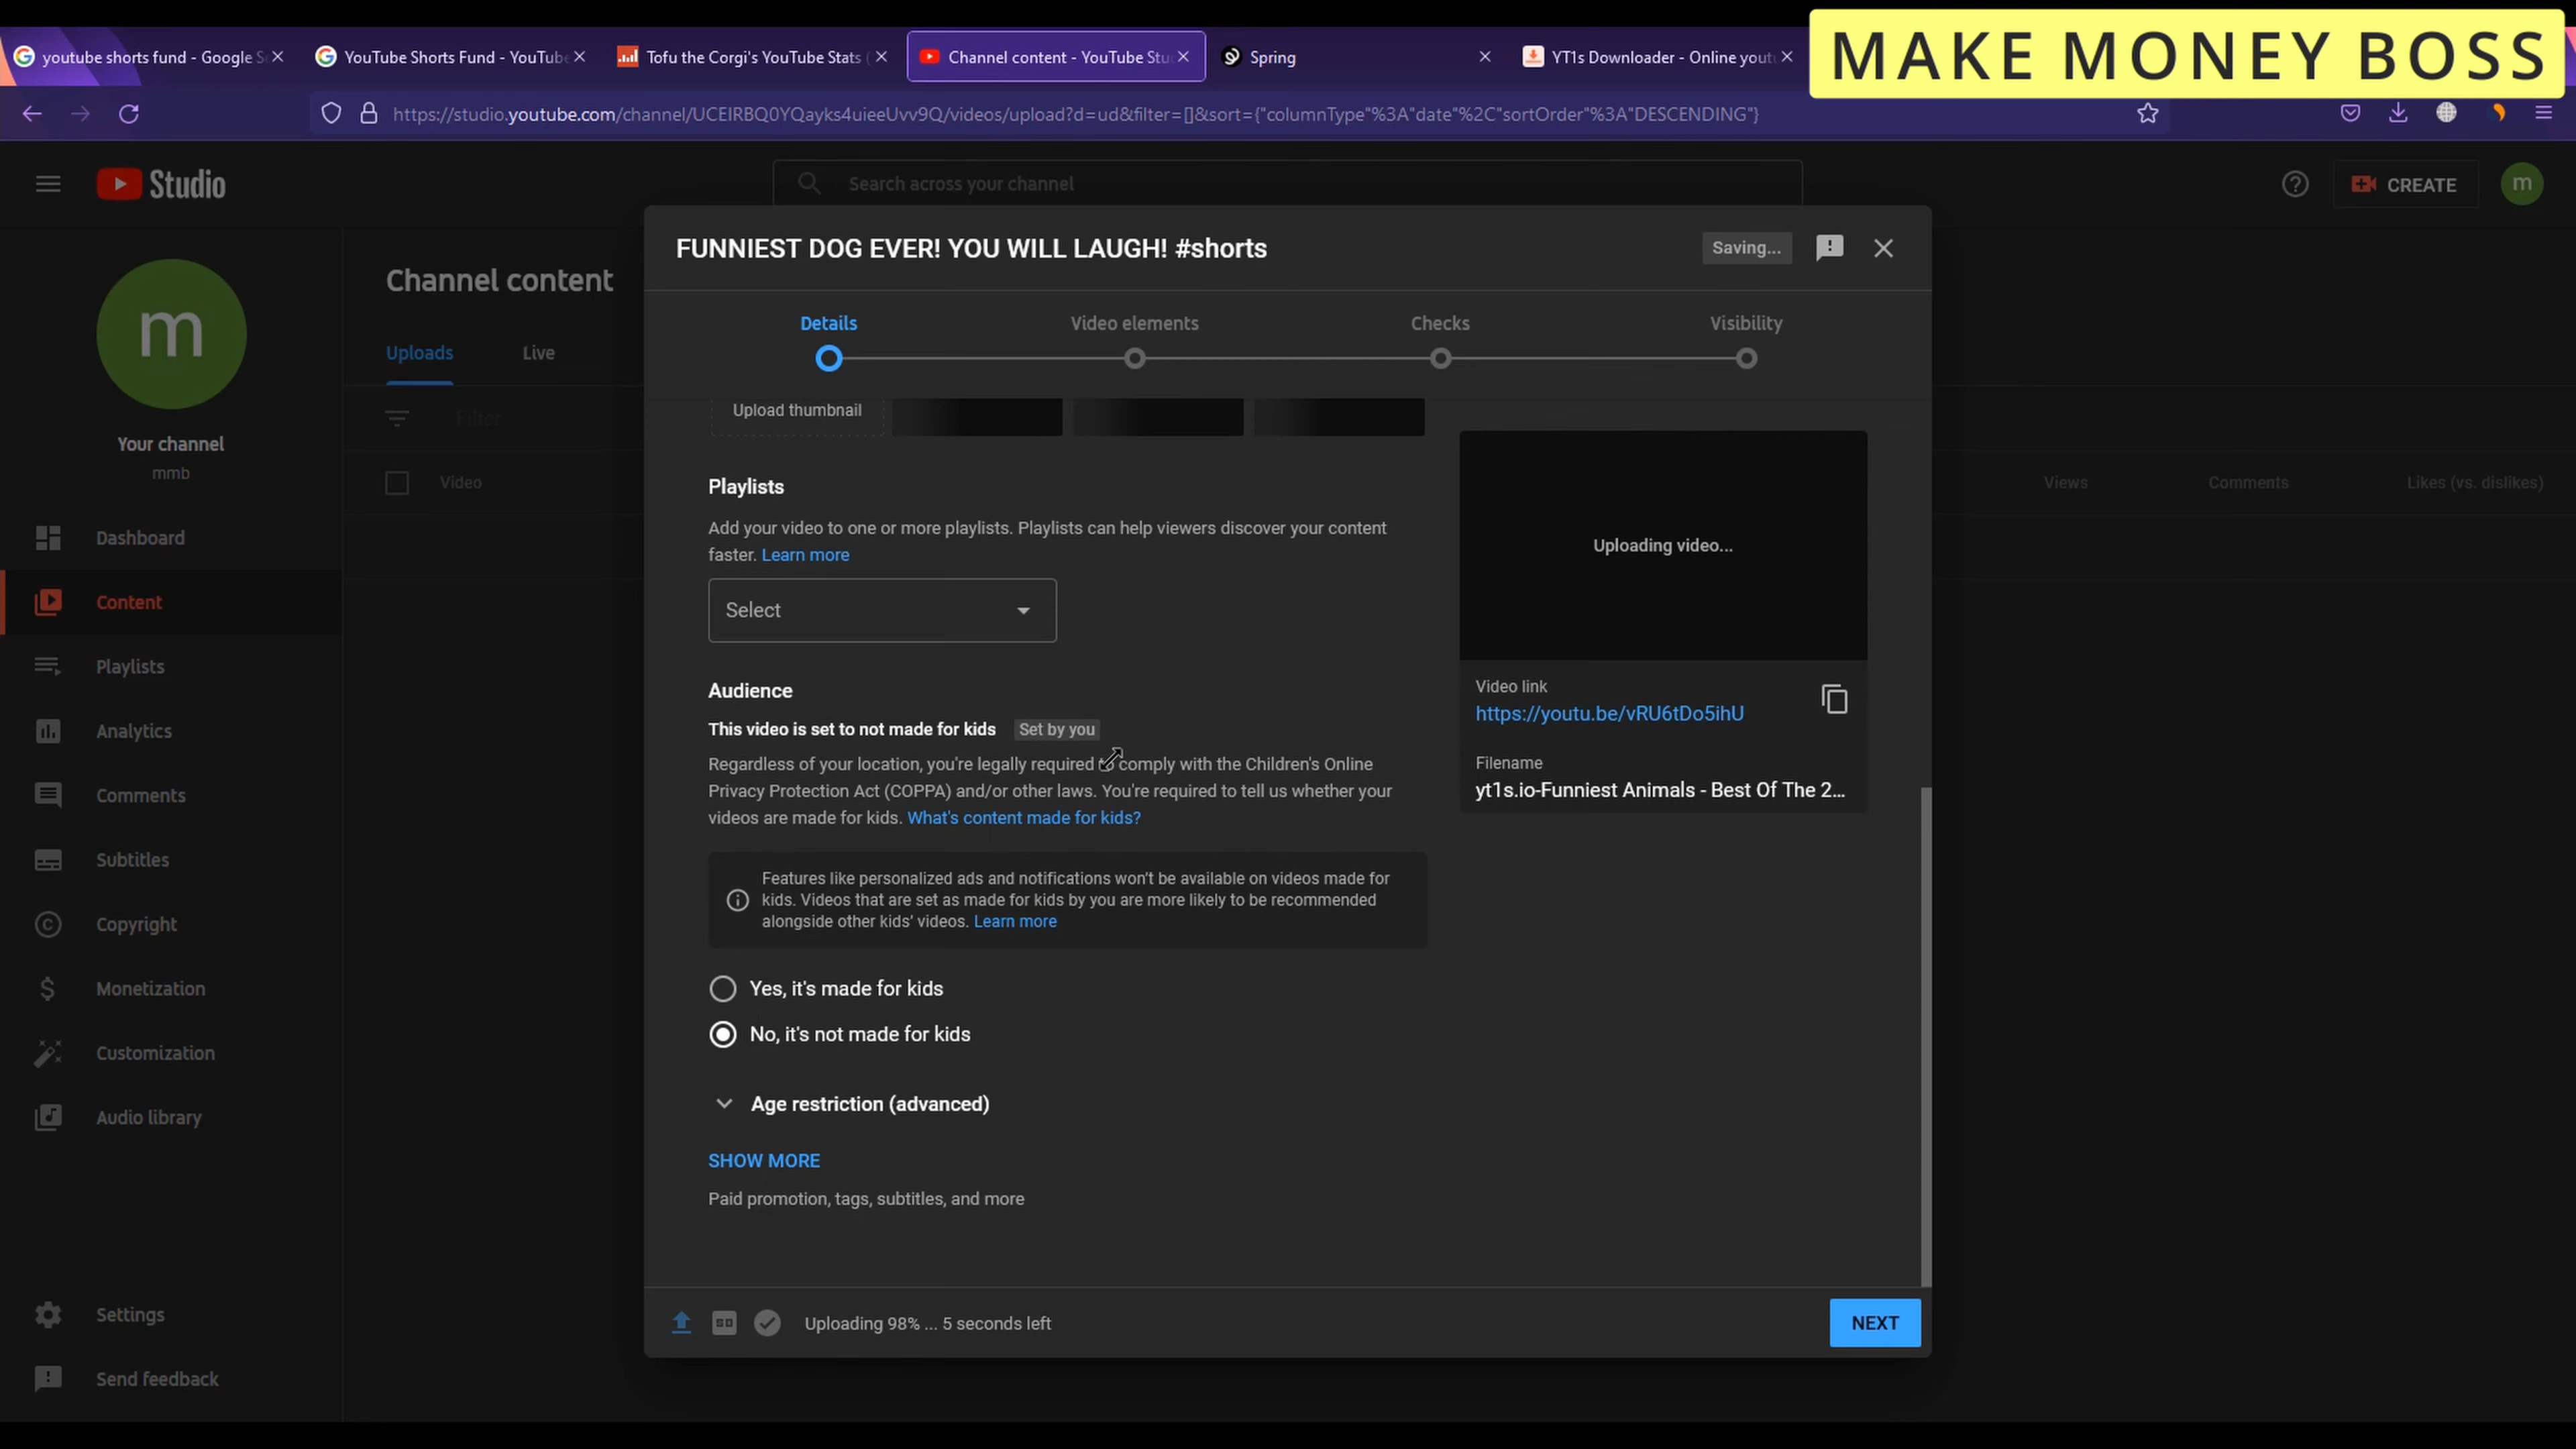 MAKE MONEY BOSS
youtube shorts fund - Google S
YouTube Shorts Fund - YouTube
Tofu the Corgi's YouTube Stats (
Channel content - YouTube Stu
Spring
YT1s Downloader - Online yout
https://studio.youtube.com/channel/UCEIRBQ0YQayks4uieeUvv9Q/videos/upload?d=ud&filter=[]&sort={"columnType"%3A"date"%2C"sortOrder"%3A"DESCENDING"}
Studio
Search across your channel
CREATE
m
m
Your channel
mmb
Dashboard
Content
Playlists
Analytics
Comments
Subtitles
Copyright
Monetization
Customization
Audio library
Settings
Send feedback
Channel content
Uploads
Live
Filter
Video
Views
Comments
Likes (vs. dislikes)
FUNNIEST DOG EVER! YOU WILL LAUGH! #shorts
Saving...
Details
Video elements
Checks
Visibility
Upload thumbnail
Playlists
Add your video to one or more playlists. Playlists can help viewers discover your content
faster. Learn more
Select
Audience
This video is set to not made for kids Set by you
Regardless of your location, you're legally required to comply with the Children's Online
Privacy Protection Act (COPPA) and/or other laws. You're required to tell us whether your
videos are made for kids. What's content made for kids?
Features like personalized ads and notifications won't be available on videos made for
kids. Videos that are set as made for kids by you are more likely to be recommended
alongside other kids' videos. Learn more
Yes, it's made for kids
No, it's not made for kids
Age restriction (advanced)
SHOW MORE
Paid promotion, tags, subtitles, and more
Uploading video...
Video link
https://youtu.be/vRU6tDo5ihU
Filename
yt1s.io-Funniest Animals - Best Of The 2...
Uploading 98% ... 5 seconds left
NEXT